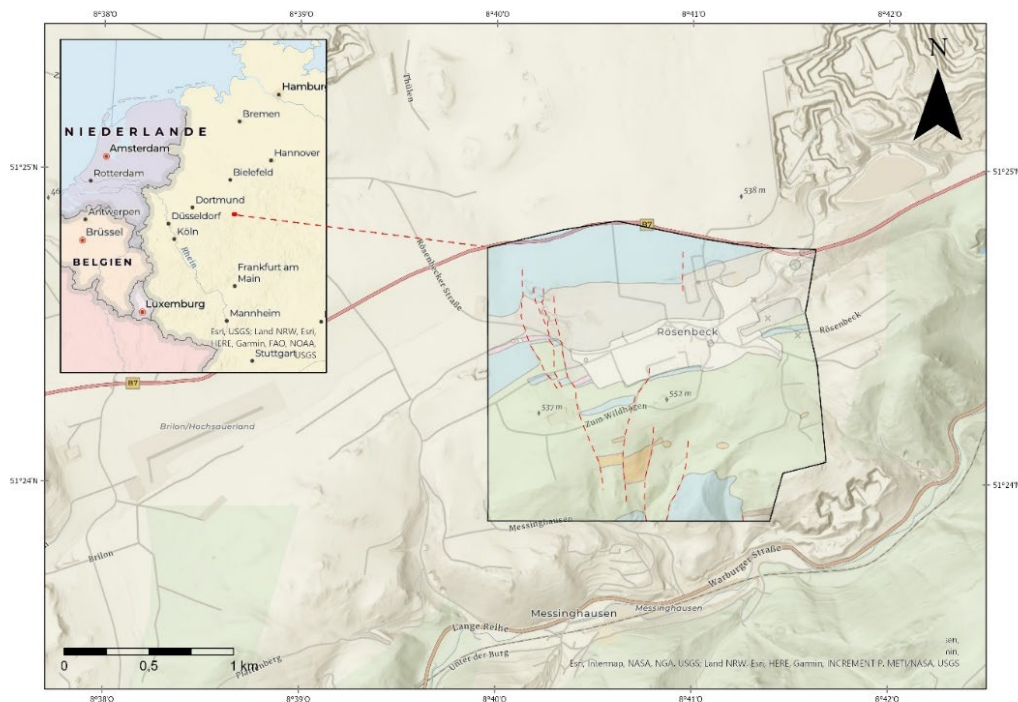 8°38'O
8°39'O
8°40'O
8°41'O
8°42'O
51°25'N
51°24'N
51°25'N
51°24'N
N
Hamburg
Bremen
NIEDERLANDE
Amsterdam
Hannover
Rotterdam
Bielefeld
Dortmund
Antwerpen
Düsseldorf
Brüssel
Köln
BELGIEN
Rhein
Frankfurt am
Main
Luxemburg
Mannheim
Esri, USGS; Land NRW, Esri,
HERE, Garmin, FAO, NOAA,
USGS
Stuttgart
Thülen
538 m
B7
Rösenbecker Straße
Rösenbeck
Rösenbeck
B7
537 m
552 m
Zum Wildhagen
Brilon/Hochsauerland
Messinghausen
Brilon
Warburger Straße
Messinghausen
Messinghausen
Lange Reihe
Unter der Burg
Plattenberg
0
0,5
1 km
Esri, Intermap, NASA, NGA, USGS; Land NRW, Esri, HERE, Garmin, INCREMENT P, METI/NASA, USGS
8°38'O
8°39'O
8°40'O
8°41'O
8°42'O